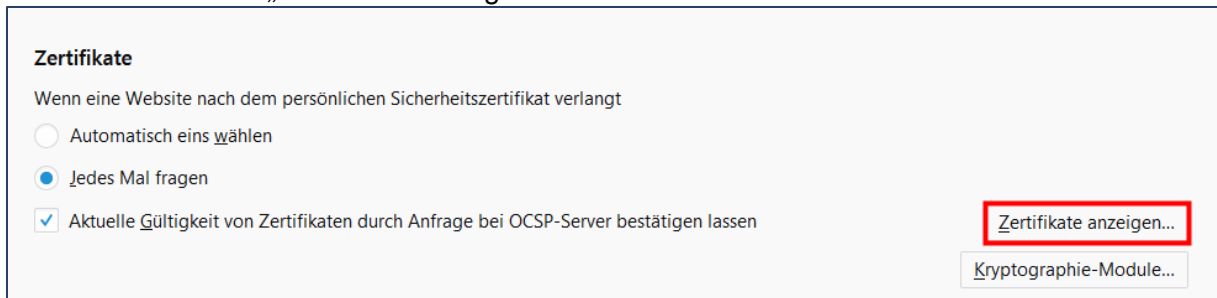 Zertifikate
Wenn eine Website nach dem persönlichen Sicherheitszertifikat verlangt
Automatisch eins wählen
Jedes Mal fragen
Aktuelle Gültigkeit von Zertifikaten durch Anfrage bei OCSP-Server bestätigen lassen
Zertifikate anzeigen...
Kryptographie-Module...